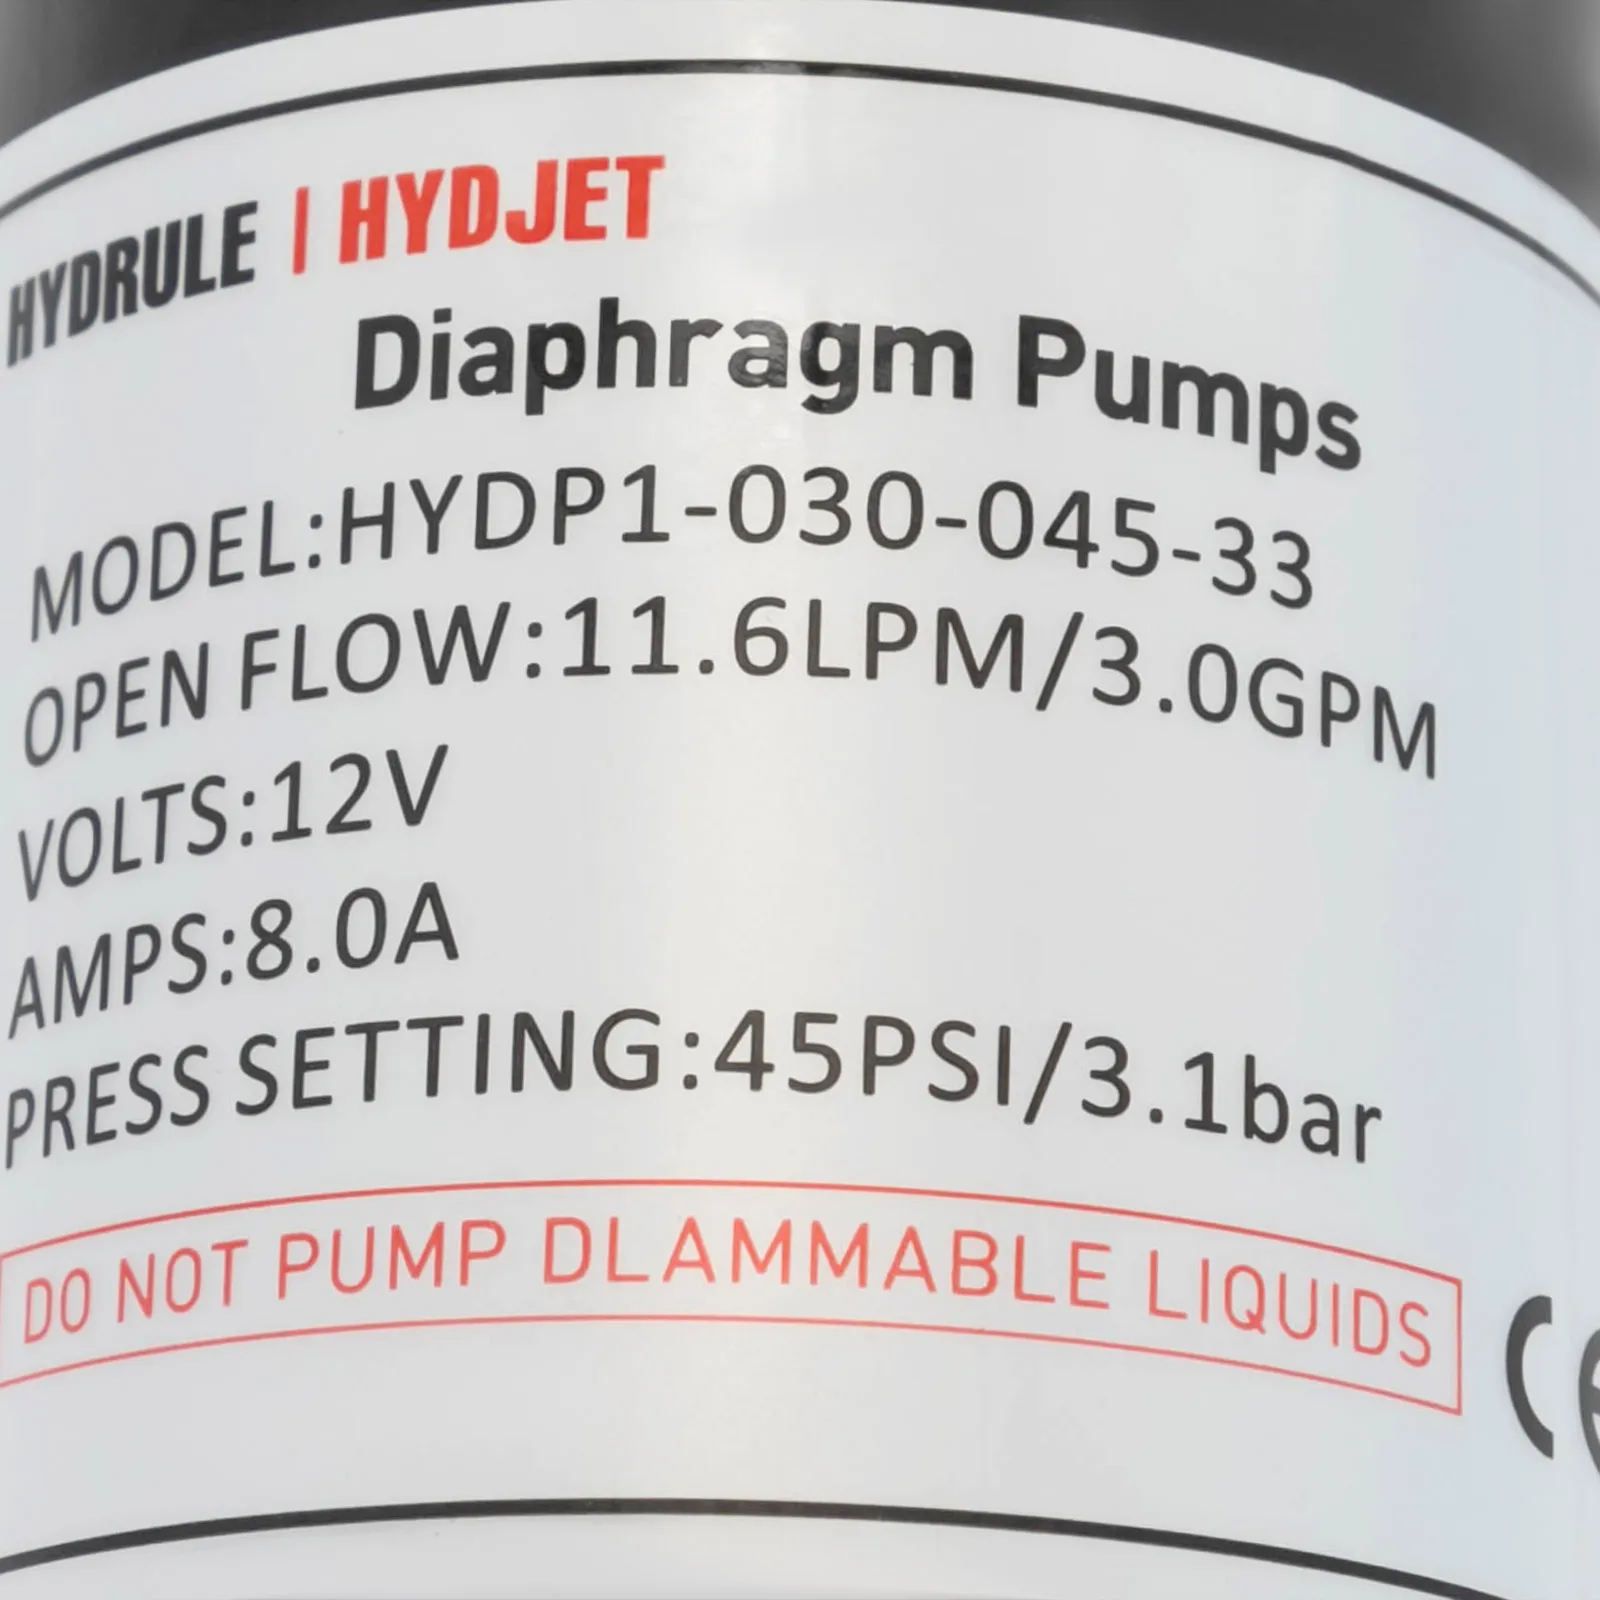 HYDRULE | HYDJET
Diaphragm Pumps
MODEL:HYDP1-030-045-33
OPEN FLOW:11.6LPM/3.0GPM
VOLTS:12V
AMPS:8.0A
PRESS SETTING:45PSI/3.1bar
DO NOT PUMP DLAMMABLE LIQUIDS
CE